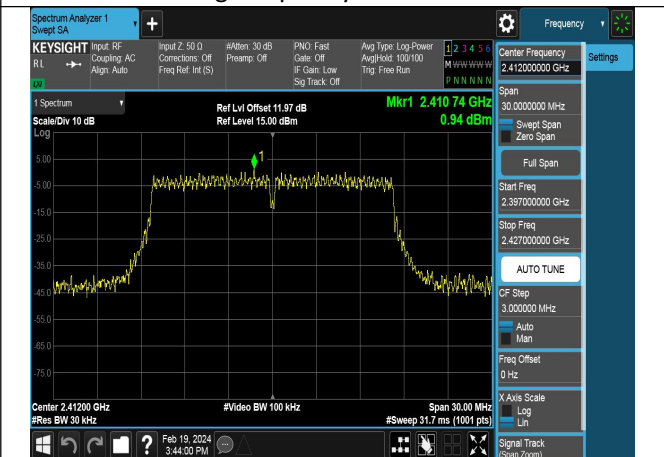 Spectrum Analyzer 1
Swept SA
+
Frequency
KEYSIGHT
RL
Input: RF
Coupling: AC
Align: Auto
Input Z: 50 Ω
Corrections: Off
Freq Ref: Int (S)
#Atten: 30 dB
Preamp: Off
PNO: Fast
Gate: Off
IF Gain: Low
Sig Track: Off
Avg Type: Log-Power
Avg|Hold: 100/100
Trig: Free Run
1 2 3 4 5 6
M W W W W W
P N N N N N
Settings
Center Frequency
2.412000000 GHz
Span
30.0000000 MHz
Swept Span
Zero Span
Full Span
Start Freq
2.397000000 GHz
Stop Freq
2.427000000 GHz
AUTO TUNE
CF Step
3.000000 MHz
Auto
Man
Freq Offset
0 Hz
X Axis Scale
Log
Lin
Signal Track
(Span Zoom)
1 Spectrum
Scale/Div 10 dB
Log
Ref Lvl Offset 11.97 dB
Ref Level 15.00 dBm
Mkr1 2.410 74 GHz
0.94 dBm
1
5.00
-5.00
-15.0
-25.0
-35.0
-45.0
-55.0
-65.0
-75.0
Center 2.41200 GHz
#Res BW 30 kHz
#Video BW 100 kHz
Span 30.00 MHz
#Sweep 31.7 ms (1001 pts)
?
Feb 19, 2024
3:44:00 PM